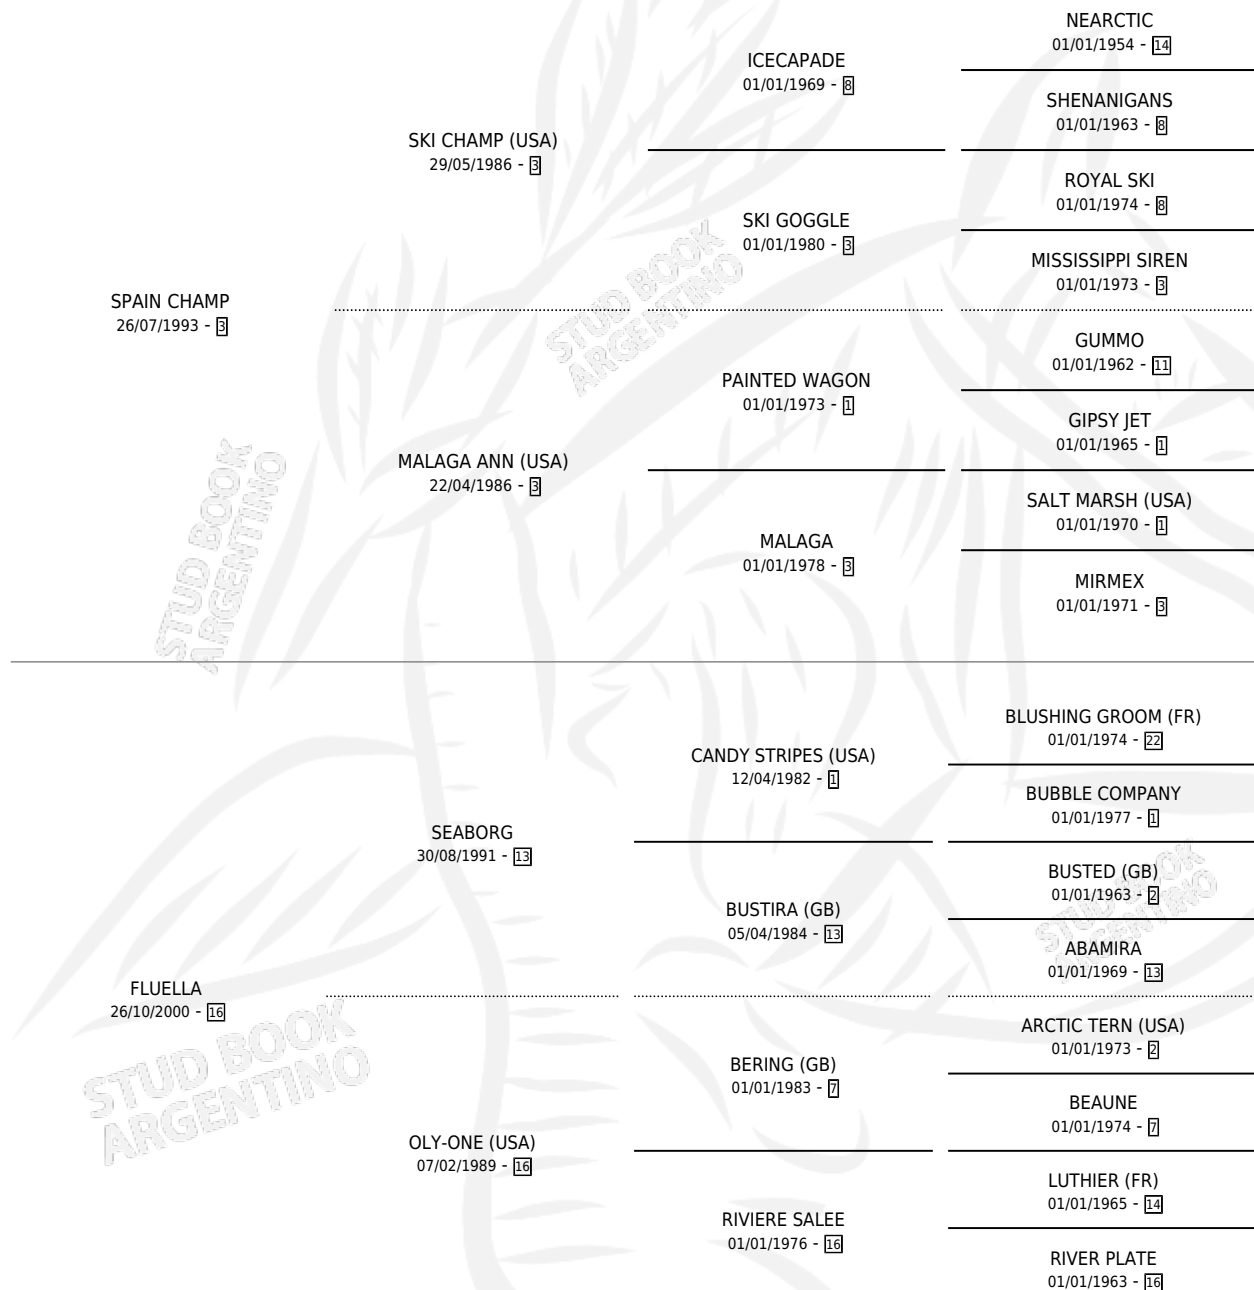 NEARCTIC
01/01/1954 - 14
ICECAPADE
01/01/1969 - 8
SHENANIGANS
01/01/1963 - 8
SKI CHAMP (USA)
29/05/1986 - 3
ROYAL SKI
01/01/1974 - 8
SKI GOGGLE
01/01/1980 - 3
MISSISSIPPI SIREN
01/01/1973 - 3
SPAIN CHAMP
26/07/1993 - 3
GUMMO
01/01/1962 - 11
PAINTED WAGON
01/01/1973 - 1
GIPSY JET
01/01/1965 - 1
MALAGA ANN (USA)
22/04/1986 - 3
SALT MARSH (USA)
01/01/1970 - 1
MALAGA
01/01/1978 - 3
MIRMEX
01/01/1971 - 3
BLUSHING GROOM (FR)
01/01/1974 - 22
CANDY STRIPES (USA)
12/04/1982 - 1
BUBBLE COMPANY
01/01/1977 - 1
SEABORG
30/08/1991 - 13
BUSTED (GB)
01/01/1963 - 2
BUSTIRA (GB)
05/04/1984 - 13
ABAMIRA
01/01/1969 - 13
FLUELLA
26/10/2000 - 16
ARCTIC TERN (USA)
01/01/1973 - 2
BERING (GB)
01/01/1983 - 7
BEAUNE
01/01/1974 - 7
OLY-ONE (USA)
07/02/1989 - 16
LUTHIER (FR)
01/01/1965 - 14
RIVIERE SALEE
01/01/1976 - 16
RIVER PLATE
01/01/1963 - 16
STUD BOOK
ARGENTINO
STUD BOOK
ARGENTINO
STUD BOOK
ARGENTINO
STUD BOOK
ARGENTINO